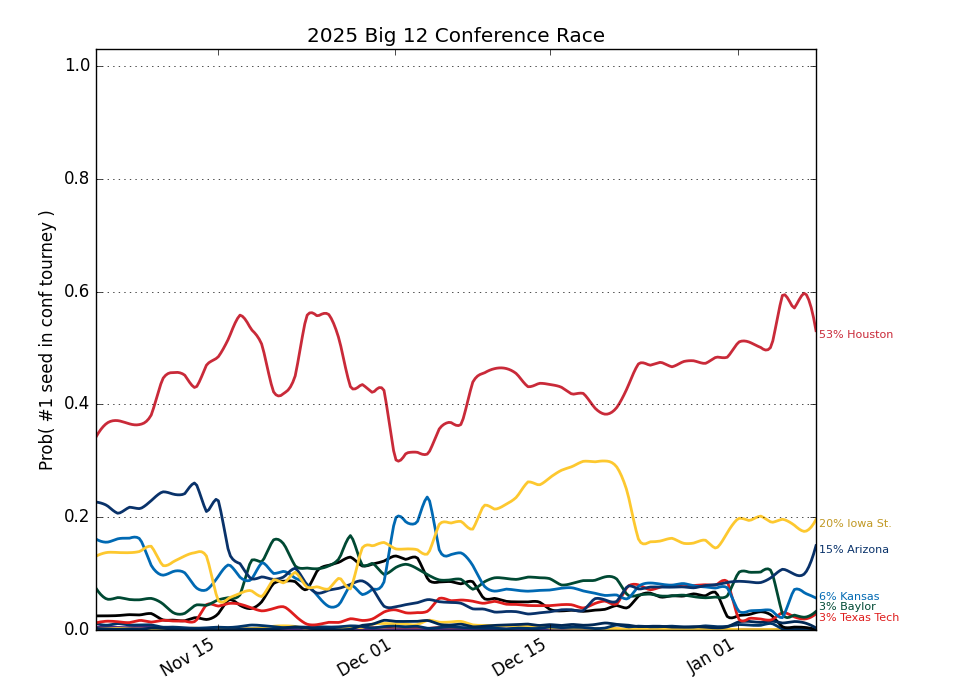 2025 Big 12 Conference Race
Prob( #1 seed in conf tourney )
1.0
0.8
0.6
0.4
0.2
0.0
Nov 15
Dec 01
Dec 15
Jan 01
53% Houston
20% Iowa St.
15% Arizona
6% Kansas
3% Baylor
3% Texas Tech